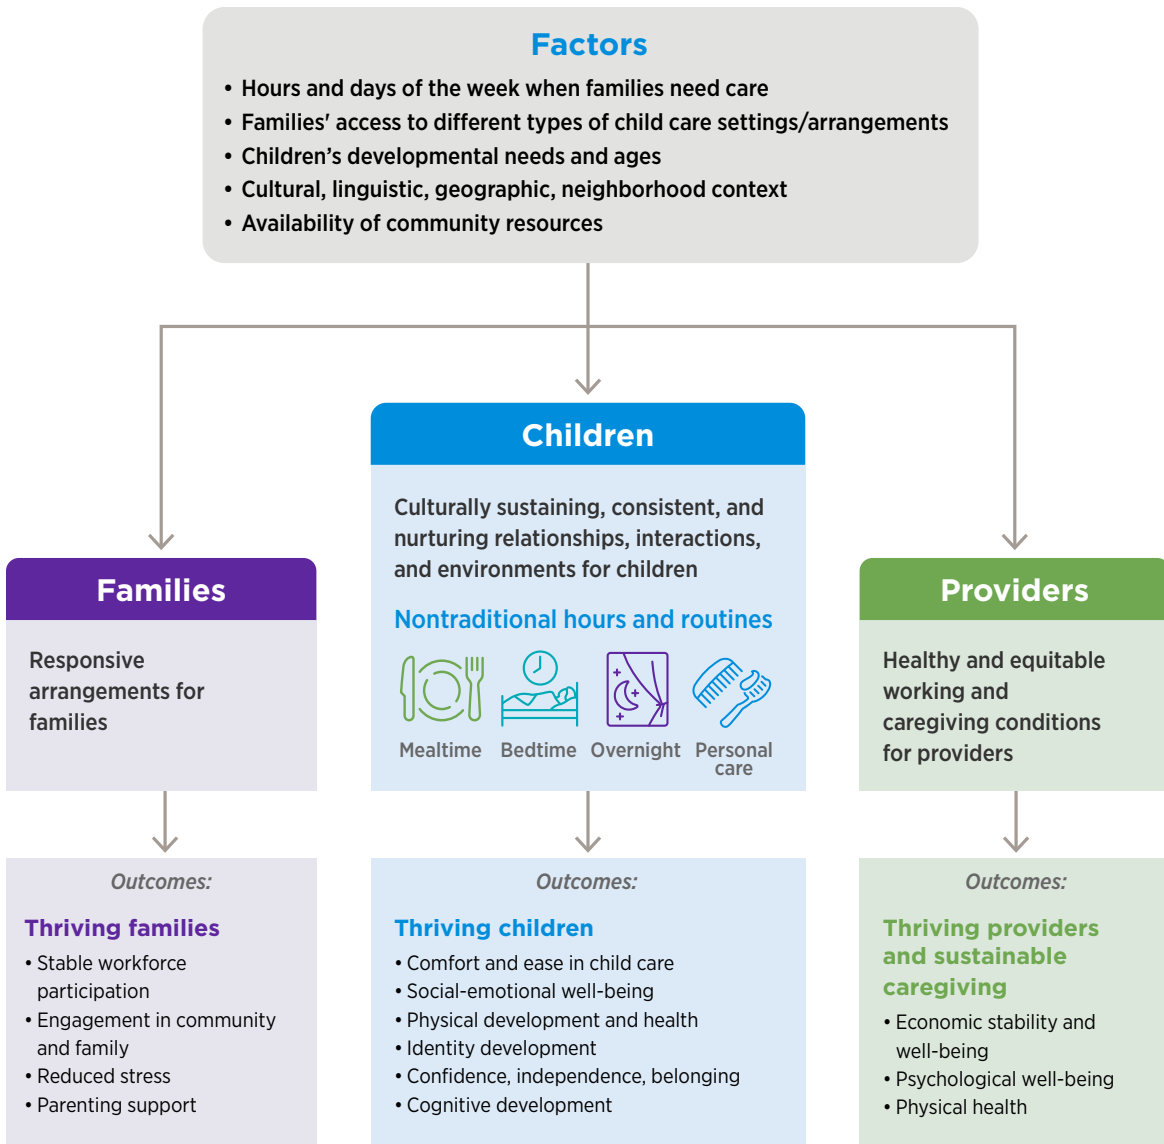 Factors
• Hours and days of the week when families need care
• Families' access to different types of child care settings/arrangements
• Children’s developmental needs and ages
• Cultural, linguistic, geographic, neighborhood context
• Availability of community resources
Children
Culturally sustaining, consistent, and
nurturing relationships, interactions,
and environments for children
Nontraditional hours and routines
Mealtime
Bedtime
Overnight
Personal
care
Families
Responsive
arrangements for
families
Providers
Healthy and equitable
working and
caregiving conditions
for providers
Outcomes:
Thriving families
• Stable workforce
participation
• Engagement in community
and family
• Reduced stress
• Parenting support
Outcomes:
Thriving children
• Comfort and ease in child care
• Social-emotional well-being
• Physical development and health
• Identity development
• Confidence, independence, belonging
• Cognitive development
Outcomes:
Thriving providers
and sustainable
caregiving
• Economic stability and
well-being
• Psychological well-being
• Physical health